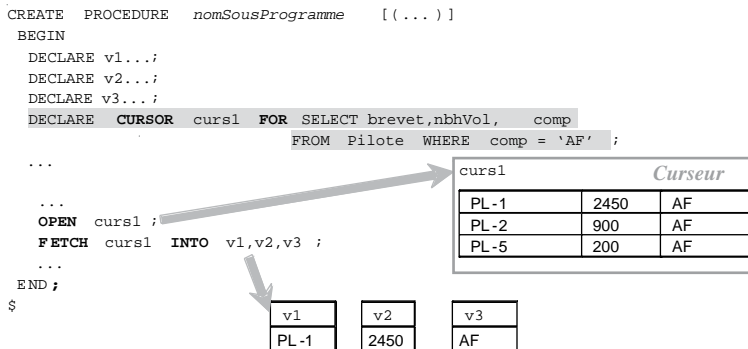 CREATE PROCEDURE nomSousProgramme [(...)]
BEGIN
DECLARE v1...;
DECLARE v2...;
DECLARE v3...;
DECLARE CURSOR curs1 FOR SELECT brevet,nbhVol, comp
FROM Pilote WHERE comp = ‘AF’ ;
...
...
OPEN curs1 ;
FETCH curs1 INTO v1,v2,v3 ;
...
END;
$
curs1 Curseur
PL-1 2450 AF
PL-2 900 AF
PL-5 200 AF
v1 v2 v3
PL-1 2450 AF